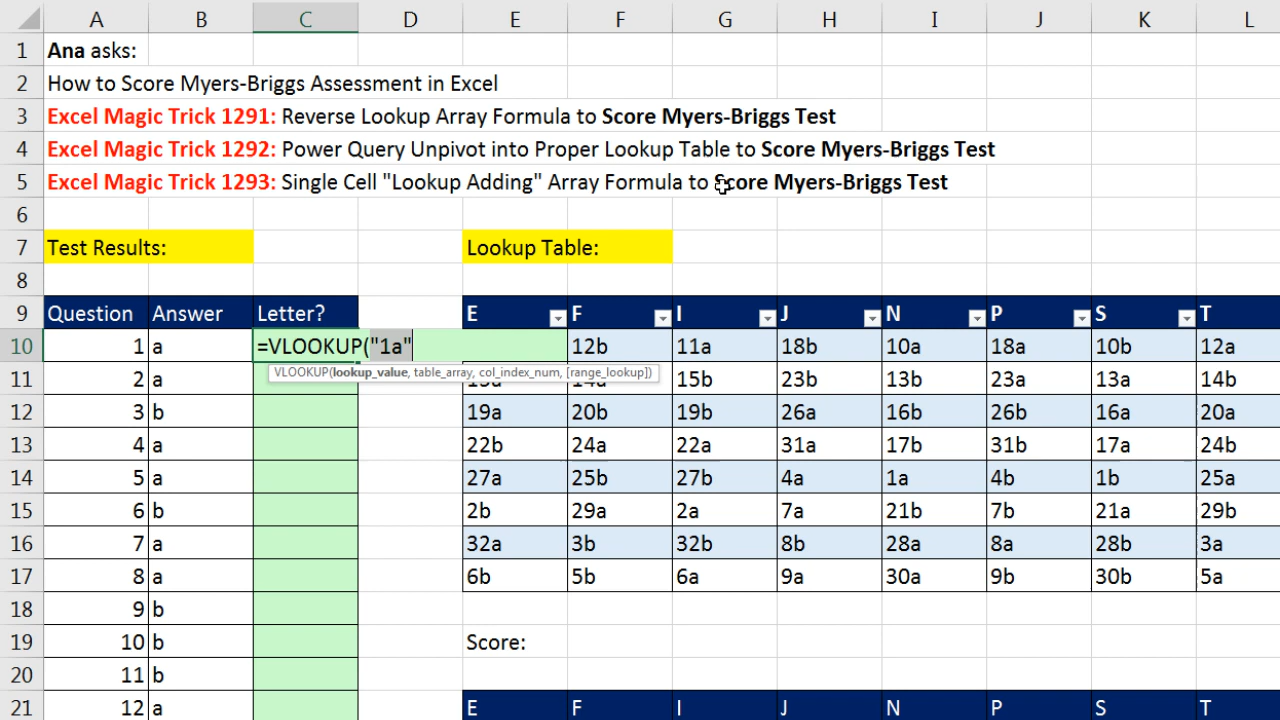 A B C D E F G H I J K L
1 Ana asks:
2 How to Score Myers-Briggs Assessment in Excel
3 Excel Magic Trick 1291: Reverse Lookup Array Formula to Score Myers-Briggs Test
4 Excel Magic Trick 1292: Power Query Unpivot into Proper Lookup Table to Score Myers-Briggs Test
5 Excel Magic Trick 1293: Single Cell "Lookup Adding" Array Formula to Score Myers-Briggs Test
6
7 Test Results: Lookup Table:
8
9 Question Answer Letter? E F I J N P S T
10 1 a =VLOOKUP("1a" 12b 11a 18b 10a 18a 10b 12a
VLOOKUP(lookup_value, table_array, col_index_num, [range_lookup])
11 2 a 15b 23b 13b 23a 13a 14b
12 3 b 19a 20b 19b 26a 16b 26b 16a 20a
13 4 a 22b 24a 22a 31a 17b 31b 17a 24b
14 5 a 27a 25b 27b 4a 1a 4b 1b 25a
15 6 b 2b 29a 2a 7a 21b 7b 21a 29b
16 7 a 32a 3b 32b 8b 28a 8a 28b 3a
17 8 a 6b 5b 6a 9a 30a 9b 30b 5a
18 9 b
19 10 b Score:
20 11 b
21 12 a E F I J N P S T